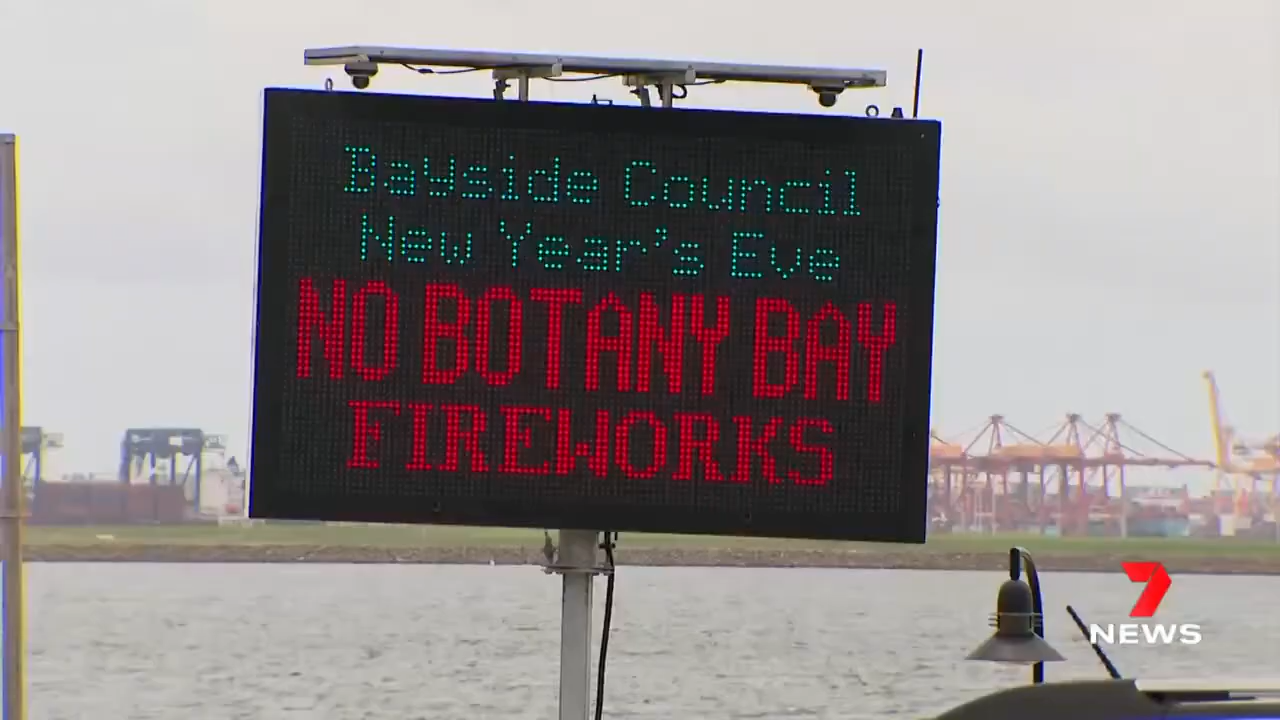 Bayside Council
New Year's Eve
NO BOTANY BAY
FIREWORKS
7
NEWS